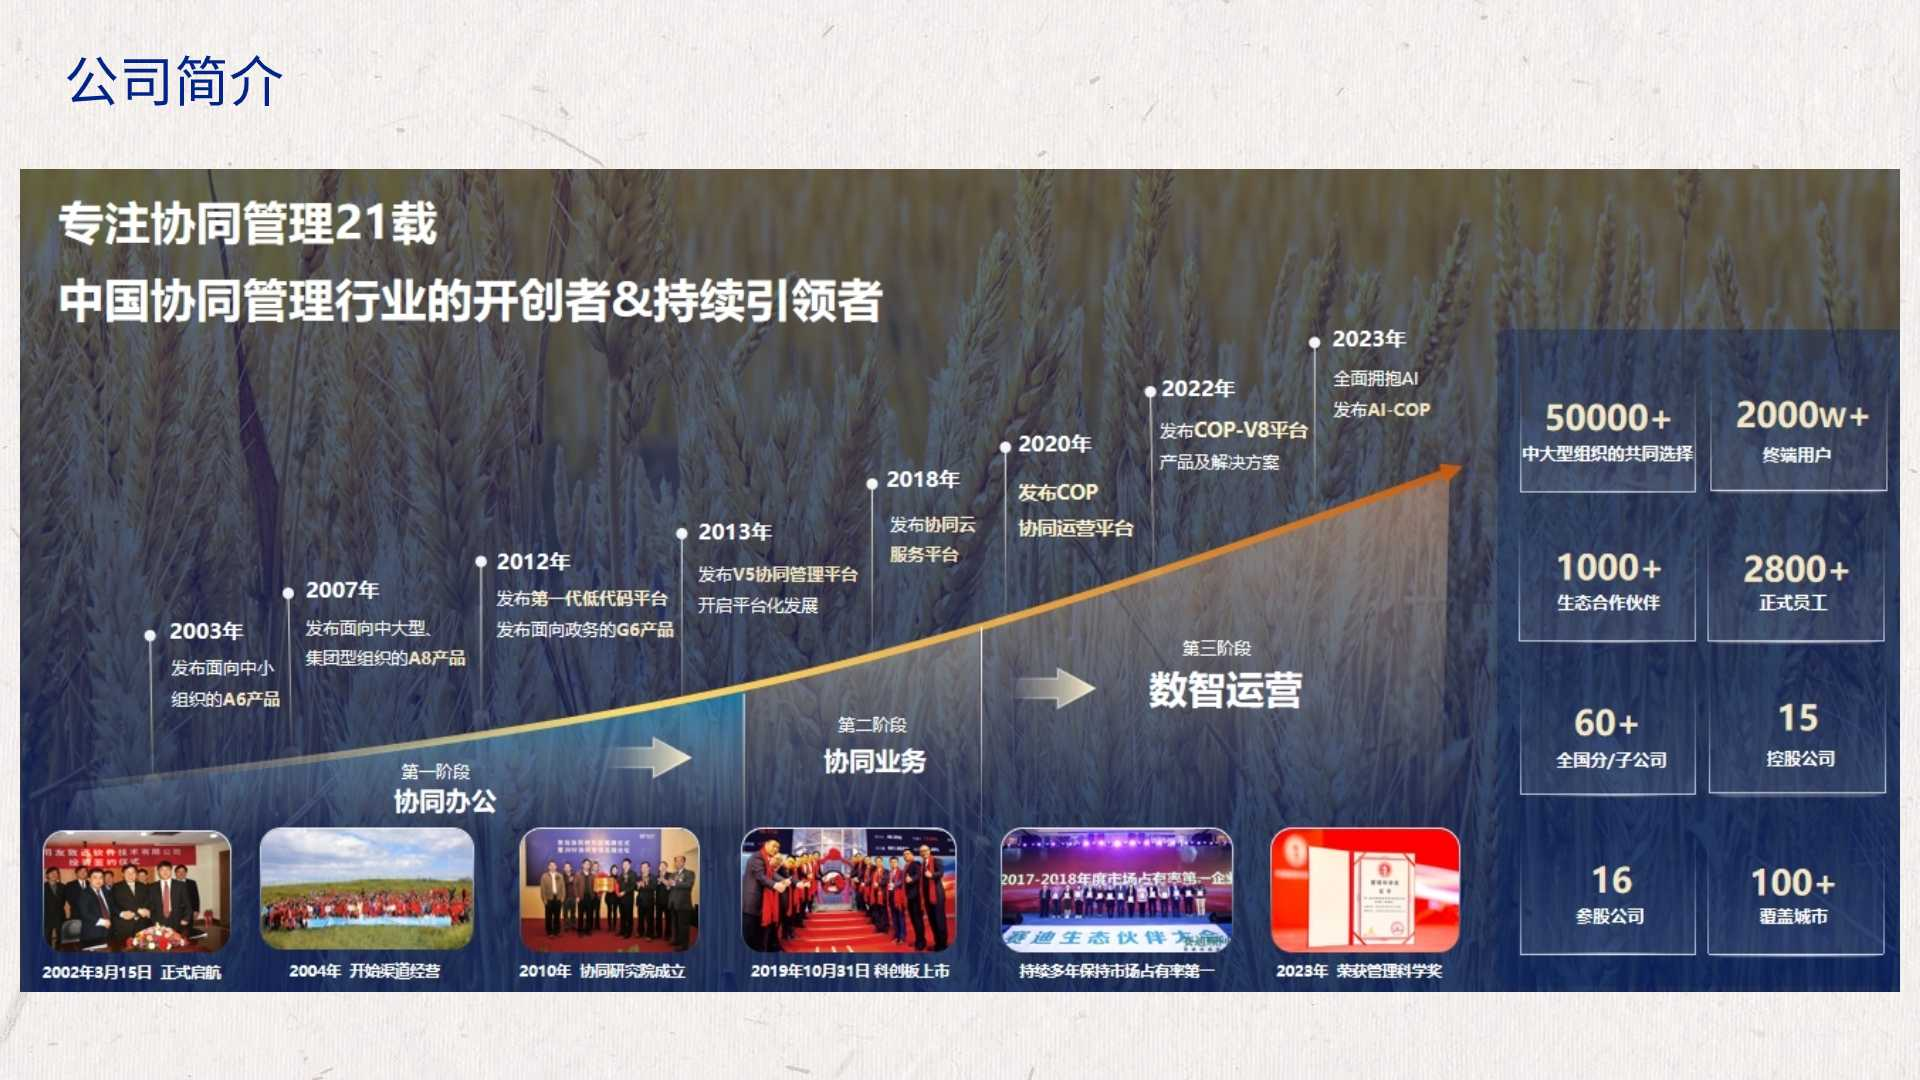 公司简介
专注协同管理21载
中国协同管理行业的开创者&持续引领者
2003年
发布面向中小
组织的A6产品
2007年
发布面向中大型、
集团型组织的A8产品
2012年
发布第一代低代码平台
发布面向政务的G6产品
2013年
发布V5协同管理平台
开启平台化发展
2018年
发布协同云
服务平台
2020年
发布COP
协同运营平台
2022年
发布COP-V8平台
产品及解决方案
2023年
全面拥抱AI
发布AI-COP
第一阶段
协同办公
第二阶段
协同业务
第三阶段
数智运营
50000+
中大型组织的共同选择
2000w+
终端用户
1000+
生态合作伙伴
2800+
正式员工
60+
全国分/子公司
15
控股公司
16
参股公司
100+
覆盖城市
2017-2018年度市场占有率第一企业
赛迪生态伙伴大会
2002年3月15日 正式启航
2004年 开始渠道经营
2010年 协同研究院成立
2019年10月31日 科创板上市
持续多年保持市场占有率第一
2023年 荣获管理科学奖